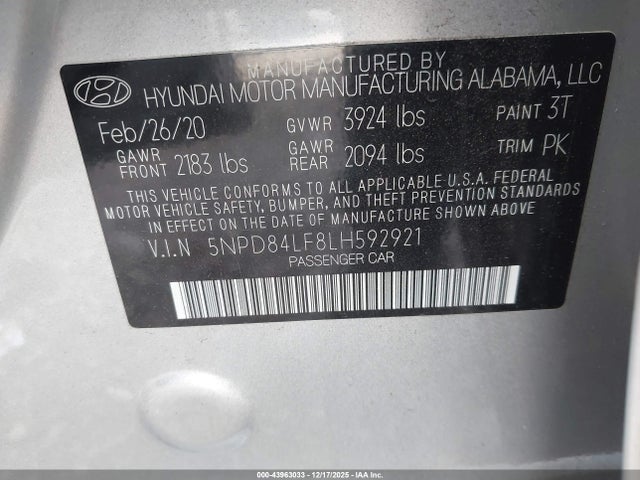 MANUFACTURED BY
HYUNDAI MOTOR MANUFACTURING ALABAMA, LLC
Feb/26/20 GVWR 3924 lbs PAINT 3T
GAWR FRONT 2183 lbs GAWR REAR 2094 lbs TRIM PK
THIS VEHICLE CONFORMS TO ALL APPLICABLE U.S.A. FEDERAL
MOTOR VEHICLE SAFETY, BUMPER, AND THEFT PREVENTION STANDARDS
IN EFFECT ON THE DATE OF MANUFACTURE SHOWN ABOVE
V.I.N 5NPD84LF8LH592921
PASSENGER CAR
000-43963033 - 12/17/2025 - IAA Inc.